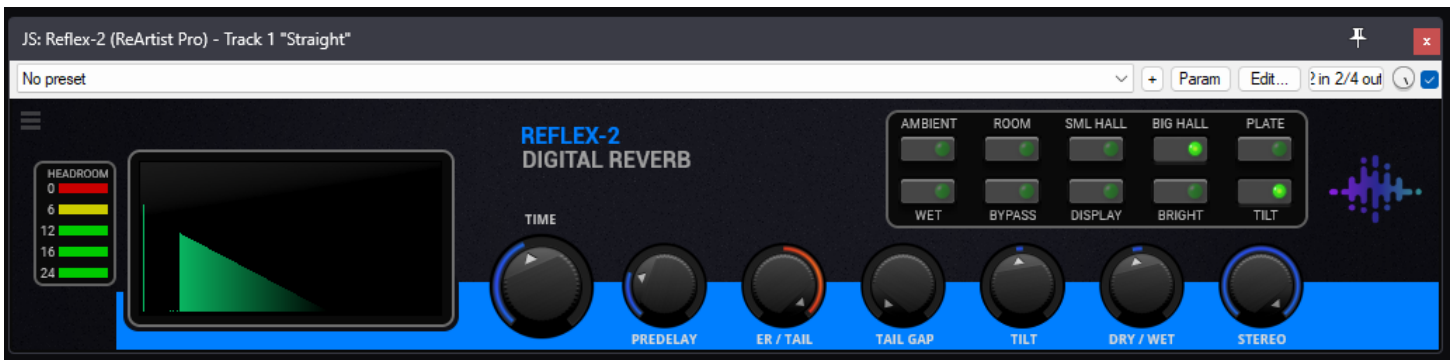 JS: Reflex-2 (ReArtist Pro) - Track 1 "Straight"
x
No preset
+
Param
Edit...
2 in 2/4 out
REFLEX-2
DIGITAL REVERB
AMBIENT
ROOM
SML HALL
BIG HALL
PLATE
WET
BYPASS
DISPLAY
BRIGHT
TILT
HEADROOM
0
6
12
16
24
TIME
PREDELAY
ER / TAIL
TAIL GAP
TILT
DRY / WET
STEREO